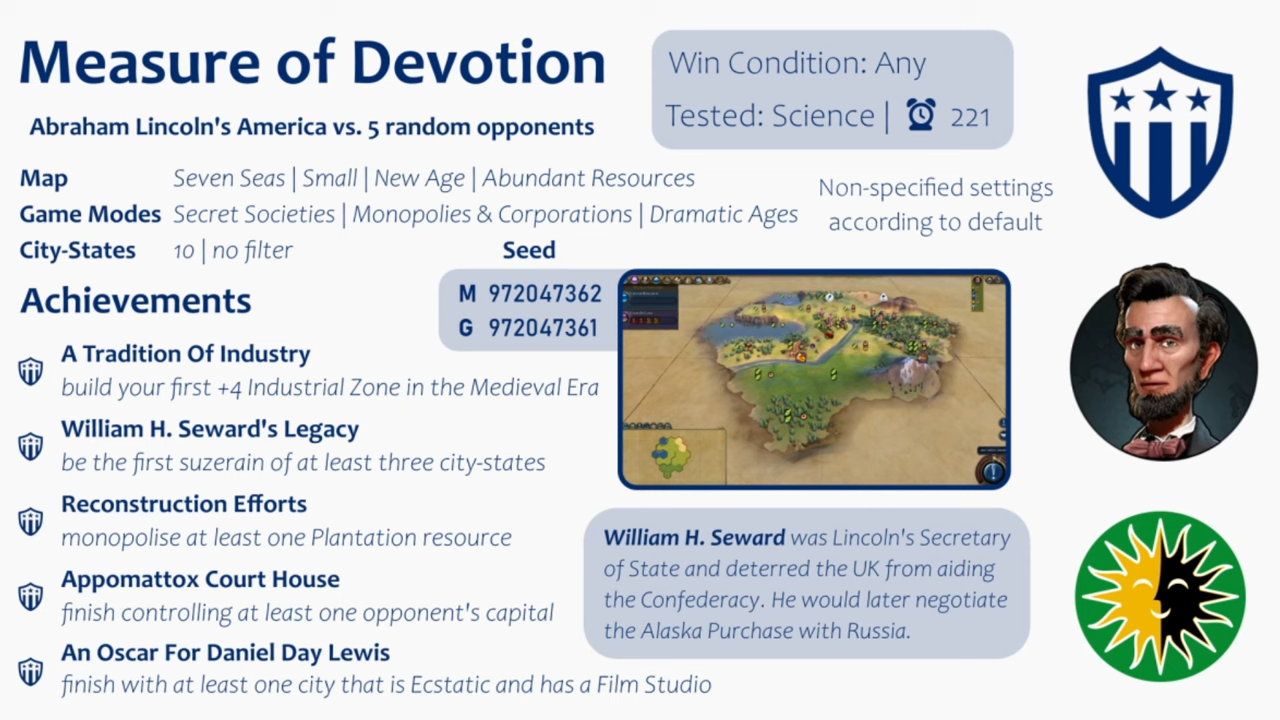 Measure of Devotion
Abraham Lincoln's America vs. 5 random opponents
Win Condition: Any
Tested: Science | 221
Map Seven Seas | Small | New Age | Abundant Resources
Game Modes Secret Societies | Monopolies & Corporations | Dramatic Ages
City-States 10 | no filter
Non-specified settings
according to default
Seed
M 972047362
G 972047361
Achievements
A Tradition Of Industry
build your first +4 Industrial Zone in the Medieval Era
William H. Seward's Legacy
be the first suzerain of at least three city-states
Reconstruction Efforts
monopolise at least one Plantation resource
Appomattox Court House
finish controlling at least one opponent's capital
An Oscar For Daniel Day Lewis
finish with at least one city that is Ecstatic and has a Film Studio
William H. Seward was Lincoln's Secretary
of State and deterred the UK from aiding
the Confederacy. He would later negotiate
the Alaska Purchase with Russia.